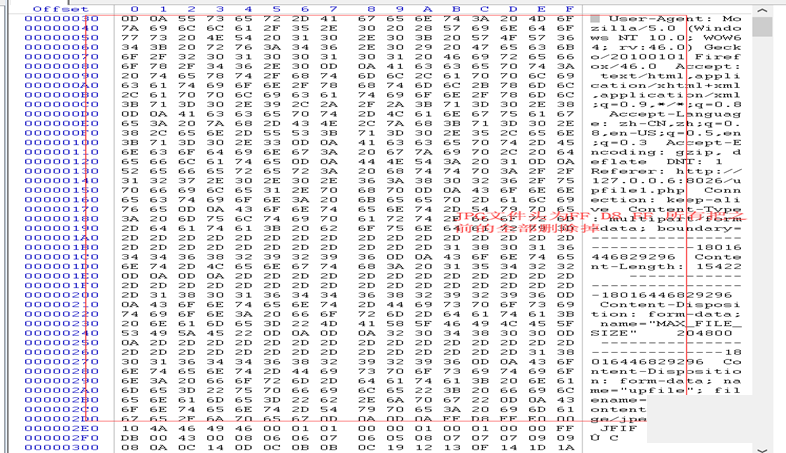 Offset 0 1 2 3 4 5 6 7 8 9 A B C D E F
00000030 0D 0A 55 73 65 72 2D 41 67 65 6E 74 3A 20 4D 6F User-Agent: Mo
00000040 7A 69 6C 6C 61 2F 35 2E 30 20 28 57 69 6E 64 6F zilla/5.0 (Windo
00000050 77 73 20 4E 54 20 31 30 2E 30 3B 20 57 4F 57 36 ws NT 10.0; WOW6
00000060 34 3B 20 72 76 3A 34 36 2E 30 29 20 47 65 63 6B 4; rv:46.0) Geck
00000070 6F 2F 32 30 31 30 30 31 30 31 20 46 69 72 65 66 o/20100101 Firef
00000080 6F 78 2F 34 36 2E 30 0D 0A 41 63 63 65 70 74 3A ox/46.0 Accept:
00000090 20 74 65 78 74 2F 68 74 6D 6C 2C 61 70 70 6C 69 text/html,appli
000000A0 63 61 74 69 6F 6E 2F 78 68 74 6D 6C 2B 78 6D 6C cation/xhtml+xml
000000B0 2C 61 70 70 6C 69 63 61 74 69 6F 6E 2F 78 6D 6C ,application/xml
000000C0 3B 71 3D 30 2E 39 2C 2A 2F 2A 3B 71 3D 30 2E 38 ;q=0.9,*/*;q=0.8
000000D0 0D 0A 41 63 63 65 70 74 2D 4C 61 6E 67 75 61 67 Accept-Languag
000000E0 65 3A 20 7A 68 2D 43 4E 2C 7A 68 3B 71 3D 30 2E e: zh-CN,zh;q=0.
000000F0 38 2C 65 6E 2D 55 53 3B 71 3D 30 2E 35 2C 65 6E 8,en-US;q=0.5,en
00000100 3B 71 3D 30 2E 33 0D 0A 41 63 63 65 70 74 2D 45 ;q=0.3 Accept-E
00000110 6E 63 6F 64 69 6E 67 3A 20 67 7A 69 70 2C 20 64 ncoding: gzip, d
00000120 65 66 6C 61 74 65 0D 0A 44 4E 54 3A 20 31 0D 0A eflate DNT: 1
00000130 52 65 66 65 72 65 72 3A 20 68 74 74 70 3A 2F 2F Referer: http://
00000140 31 32 37 2E 30 2E 30 2E 36 3A 38 30 32 36 2F 75 127.0.0.6:8026/u
00000150 70 66 69 6C 65 31 2E 70 68 70 0D 0A 43 6F 6E 6E pfile1.php Conn
00000160 65 63 74 69 6F 6E 3A 20 6B 65 65 70 2D 61 6C 69 ection: keep-ali
00000170 76 65 0D 0A 43 6F 6E 74 65 6E 74 2D 54 79 70 65 ve Content-Type
00000180 3A 20 6D 75 6C 74 69 70 61 72 74 2F 66 6F 72 6D : multipart/form
JPG文件头为FF D8 FF 所有把之
00000190 2D 64 61 74 61 3B 20 62 6F 75 6E 64 61 72 79 3D -data; boundary=
前的全部删除掉
000001A0 2D 2D 2D 2D 2D 2D 2D 2D 2D 2D 2D 2D 2D 2D 2D 2D ----------------
000001B0 2D 2D 2D 2D 2D 2D 2D 2D 2D 2D 2D 31 38 30 31 36 -----------18016
000001C0 34 34 36 38 32 39 32 39 36 0D 0A 43 6F 6E 74 65 446829296 Conte
000001D0 6E 74 2D 4C 65 6E 67 74 68 3A 20 31 35 34 32 32 nt-Length: 15422
000001E0 0D 0A 0D 0A 2D 2D 2D 2D 2D 2D 2D 2D 2D 2D 2D 2D ------------
000001F0 2D 2D 2D 2D 2D 2D 2D 2D 2D 2D 2D 2D 2D 2D 2D 2D ----------------
00000200 2D 31 38 30 31 36 34 34 36 38 32 39 32 39 36 0D -18016446829296
00000210 0A 43 6F 6E 74 65 6E 74 2D 44 69 73 70 6F 73 69 Content-Disposi
00000220 74 69 6F 6E 3A 20 66 6F 72 6D 2D 64 61 74 61 3B tion: form-data;
00000230 20 6E 61 6D 65 3D 22 4D 41 58 5F 46 49 4C 45 5F name="MAX_FILE_
00000240 53 49 5A 45 22 0D 0A 0D 0A 32 30 34 38 30 30 0D SIZE" 204800
00000250 0A 2D 2D 2D 2D 2D 2D 2D 2D 2D 2D 2D 2D 2D 2D 2D ---------------
00000260 2D 2D 2D 2D 2D 2D 2D 2D 2D 2D 2D 2D 2D 2D 31 38 --------------18
00000270 30 31 36 34 34 36 38 32 39 32 39 36 0D 0A 43 6F 016446829296 Co
00000280 6E 74 65 6E 74 2D 44 69 73 70 6F 73 69 74 69 6F ntent-Dispositio
00000290 6E 3A 20 66 6F 72 6D 2D 64 61 74 61 3B 20 6E 61 n: form-data; na
000002A0 6D 65 3D 22 75 70 66 69 6C 65 22 3B 20 66 69 6C me="upfile"; fil
000002B0 65 6E 61 6D 65 3D 22 62 2E 6A 70 67 22 0D 0A 43 ename=
000002C0 6F 6E 74 65 6E 74 2D 54 79 70 65 3A 20 69 6D 61 ontent
000002D0 67 65 2F 6A 70 65 67 0D 0A 0D 0A FF D8 FF E0 00 ge/jpe
000002E0 10 4A 46 49 46 00 01 01 00 00 01 00 01 00 00 FF JFIF
000002F0 DB 00 43 00 08 06 06 07 06 05 08 07 07 07 09 09 Û C
00000300 08 0A 0C 14 0D 0C 0B 0B 0C 19 12 13 0F 14 1D 1A